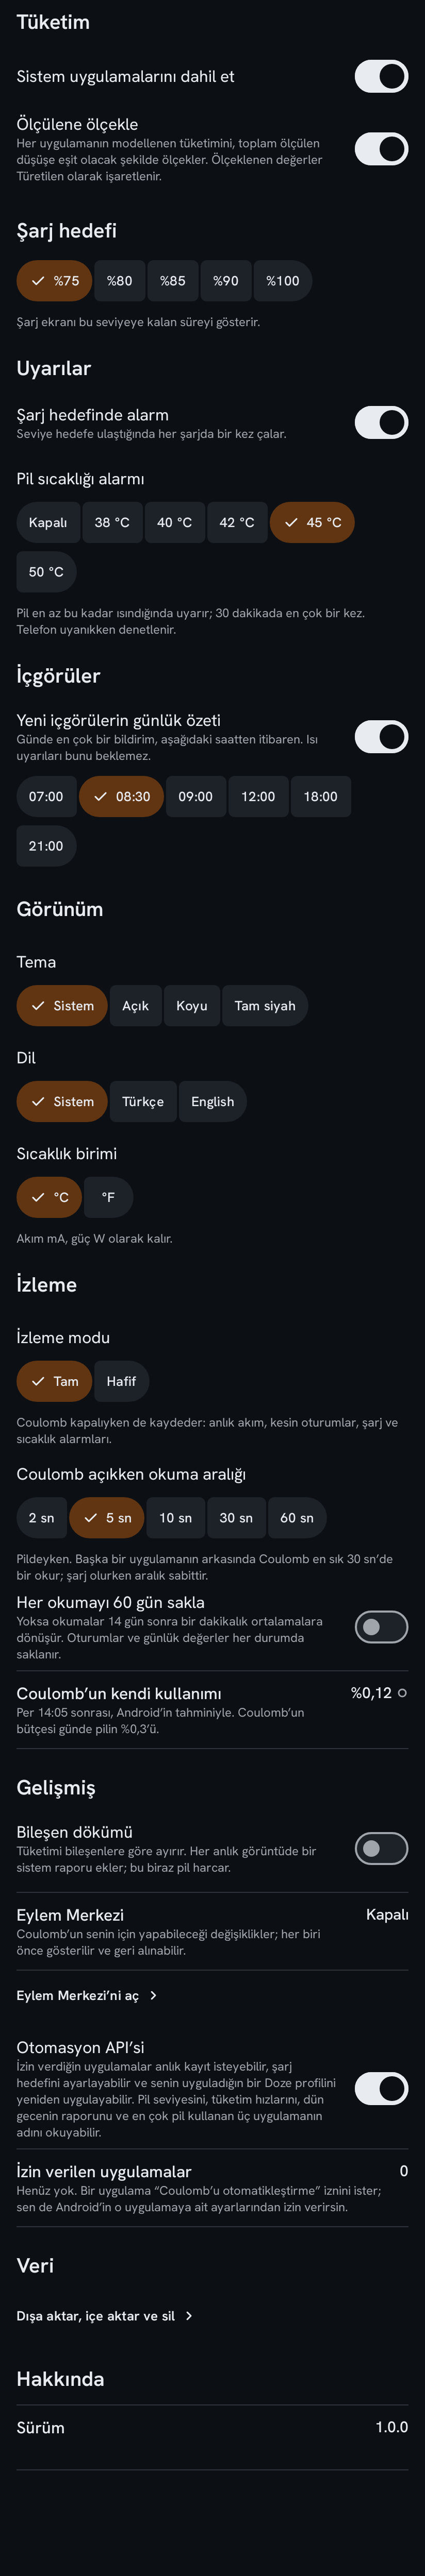 Tüketim
Sistem uygulamalarını dahil et
Ölçülene ölçekle
Her uygulamanın modellenen tüketimini, toplam ölçülen
düşüşe eşit olacak şekilde ölçekler. Ölçeklenen değerler
Türetilen olarak işaretlenir.
Şarj hedefi
%75 %80 %85 %90 %100
Şarj ekranı bu seviyeye kalan süreyi gösterir.
Uyarılar
Şarj hedefinde alarm
Seviye hedefe ulaştığında her şarjda bir kez çalar.
Pil sıcaklığı alarmı
Kapalı 38 °C 40 °C 42 °C 45 °C
50 °C
Pil en az bu kadar ısındığında uyarır; 30 dakikada en çok bir kez.
Telefon uyanıkken denetlenir.
İçgörüler
Yeni içgörülerin günlük özeti
Günde en çok bir bildirim, aşağıdaki saatten itibaren. Isı
uyarıları bunu beklemez.
07:00 08:30 09:00 12:00 18:00
21:00
Görünüm
Tema
Sistem Açık Koyu Tam siyah
Dil
Sistem Türkçe English
Sıcaklık birimi
°C °F
Akım mA, güç W olarak kalır.
İzleme
İzleme modu
Tam Hafif
Coulomb kapalıyken de kaydeder: anlık akım, kesin oturumlar, şarj ve
sıcaklık alarmları.
Coulomb açıkken okuma aralığı
2 sn 5 sn 10 sn 30 sn 60 sn
Pildeyken. Başka bir uygulamanın arkasında Coulomb en sık 30 sn’de
bir okur; şarj olurken aralık sabittir.
Her okumayı 60 gün sakla
Yoksa okumalar 14 gün sonra bir dakikalık ortalamalara
dönüşür. Oturumlar ve günlük değerler her durumda
saklanır.
Coulomb’un kendi kullanımı %0,12
Per 14:05 sonrası, Android’in tahminiyle. Coulomb’un
bütçesi günde pilin %0,3’ü.
Gelişmiş
Bileşen dökümü
Tüketimi bileşenlere göre ayırır. Her anlık görüntüde bir
sistem raporu ekler; bu biraz pil harcar.
Eylem Merkezi Kapalı
Coulomb’un senin için yapabileceği değişiklikler; her biri
önce gösterilir ve geri alınabilir.
Eylem Merkezi’ni aç
Otomasyon API’si
İzin verdiğin uygulamalar anlık kayıt isteyebilir, şarj
hedefini ayarlayabilir ve senin uyguladığın bir Doze profilini
yeniden uygulayabilir. Pil seviyesini, tüketim hızlarını, dün
gecenin raporunu ve en çok pil kullanan üç uygulamanın
adını okuyabilir.
İzin verilen uygulamalar 0
Henüz yok. Bir uygulama “Coulomb’u otomatikleştirme” iznini ister;
sen de Android’in o uygulamaya ait ayarlarından izin verirsin.
Veri
Dışa aktar, içe aktar ve sil
Hakkında
Sürüm 1.0.0